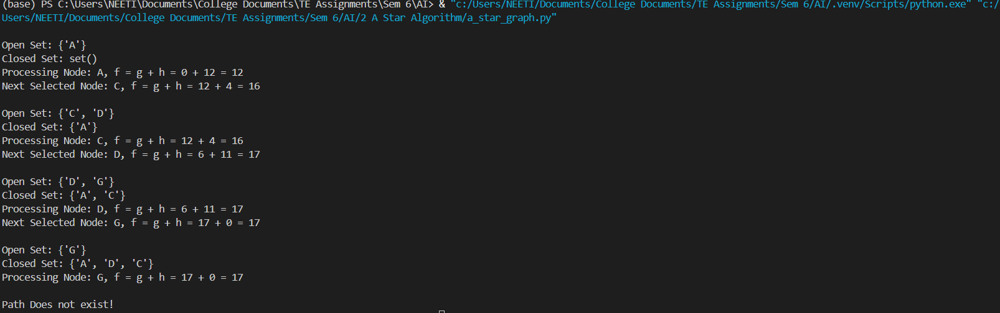 (base) PS C:\Users\NEETI\Documents\College Documents\TE Assignments\Sem 6\AI> & "c:/Users/NEETI/Documents/College Documents/TE Assignments/Sem 6/AI/.venv/Scripts/python.exe" "c:/
Users/NEETI/Documents/College Documents/TE Assignments/Sem 6/AI/2 A Star Algorithm/a_star_graph.py"
Open Set: {'A'}
Closed Set: set()
Processing Node: A, f = g + h = 0 + 12 = 12
Next Selected Node: C, f = g + h = 12 + 4 = 16
Open Set: {'C', 'D'}
Closed Set: {'A'}
Processing Node: C, f = g + h = 12 + 4 = 16
Next Selected Node: D, f = g + h = 6 + 11 = 17
Open Set: {'D', 'G'}
Closed Set: {'A', 'C'}
Processing Node: D, f = g + h = 6 + 11 = 17
Next Selected Node: G, f = g + h = 17 + 0 = 17
Open Set: {'G'}
Closed Set: {'A', 'D', 'C'}
Processing Node: G, f = g + h = 17 + 0 = 17
Path Does not exist!